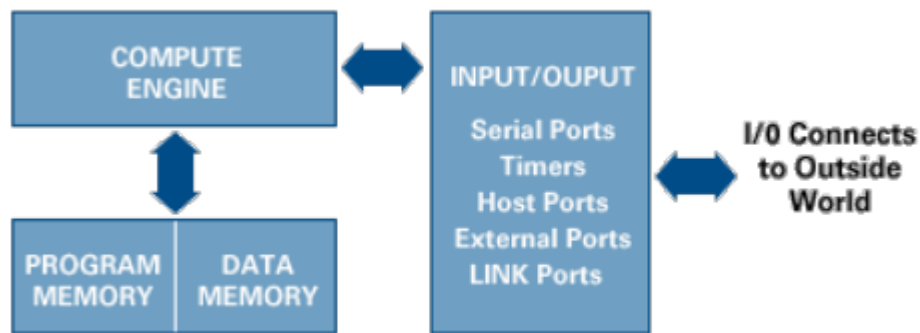 COMPUTE
ENGINE
INPUT/OUPUT
Serial Ports
Timers
Host Ports
External Ports
LINK Ports
I/0 Connects
to Outside
World
PROGRAM
MEMORY
DATA
MEMORY